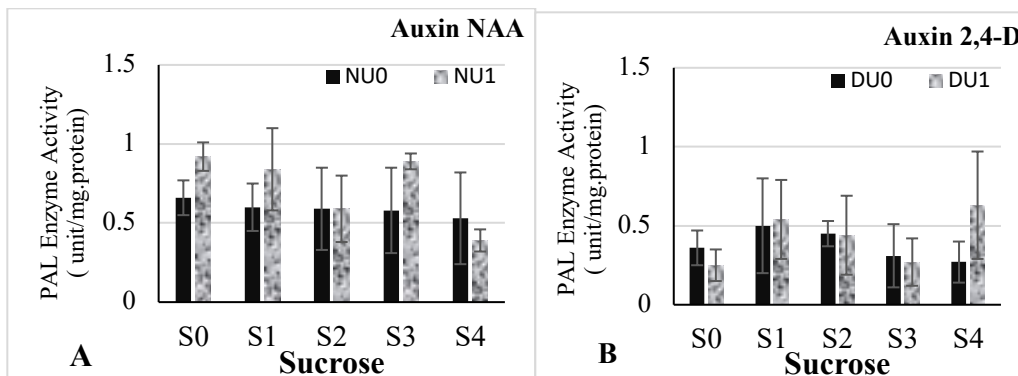 Auxin NAA
NU0 NU1
PAL Enzyme Activity
( unit/mg.protein)
1.5
1
0.5
0
S0 S1 S2 S3 S4
A
Sucrose
Auxin 2,4-D
DU0 DU1
PAL Enzyme Activity
( unit/mg.protein)
1.5
1
0.5
0
S0 S1 S2 S3 S4
B
Sucrose